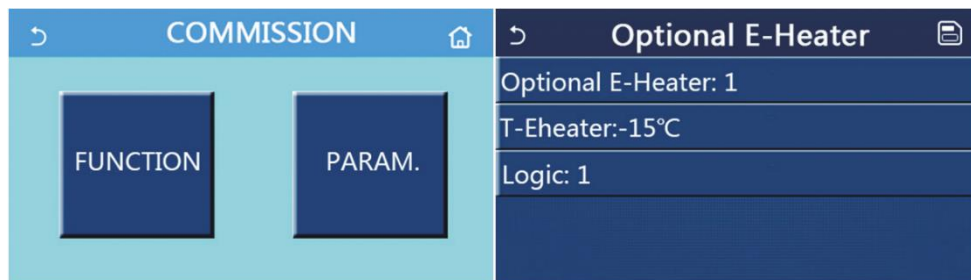 COMMISSION
FUNCTION
PARAM.
Optional E-Heater
Optional E-Heater: 1
T-Eheater:-15℃
Logic: 1